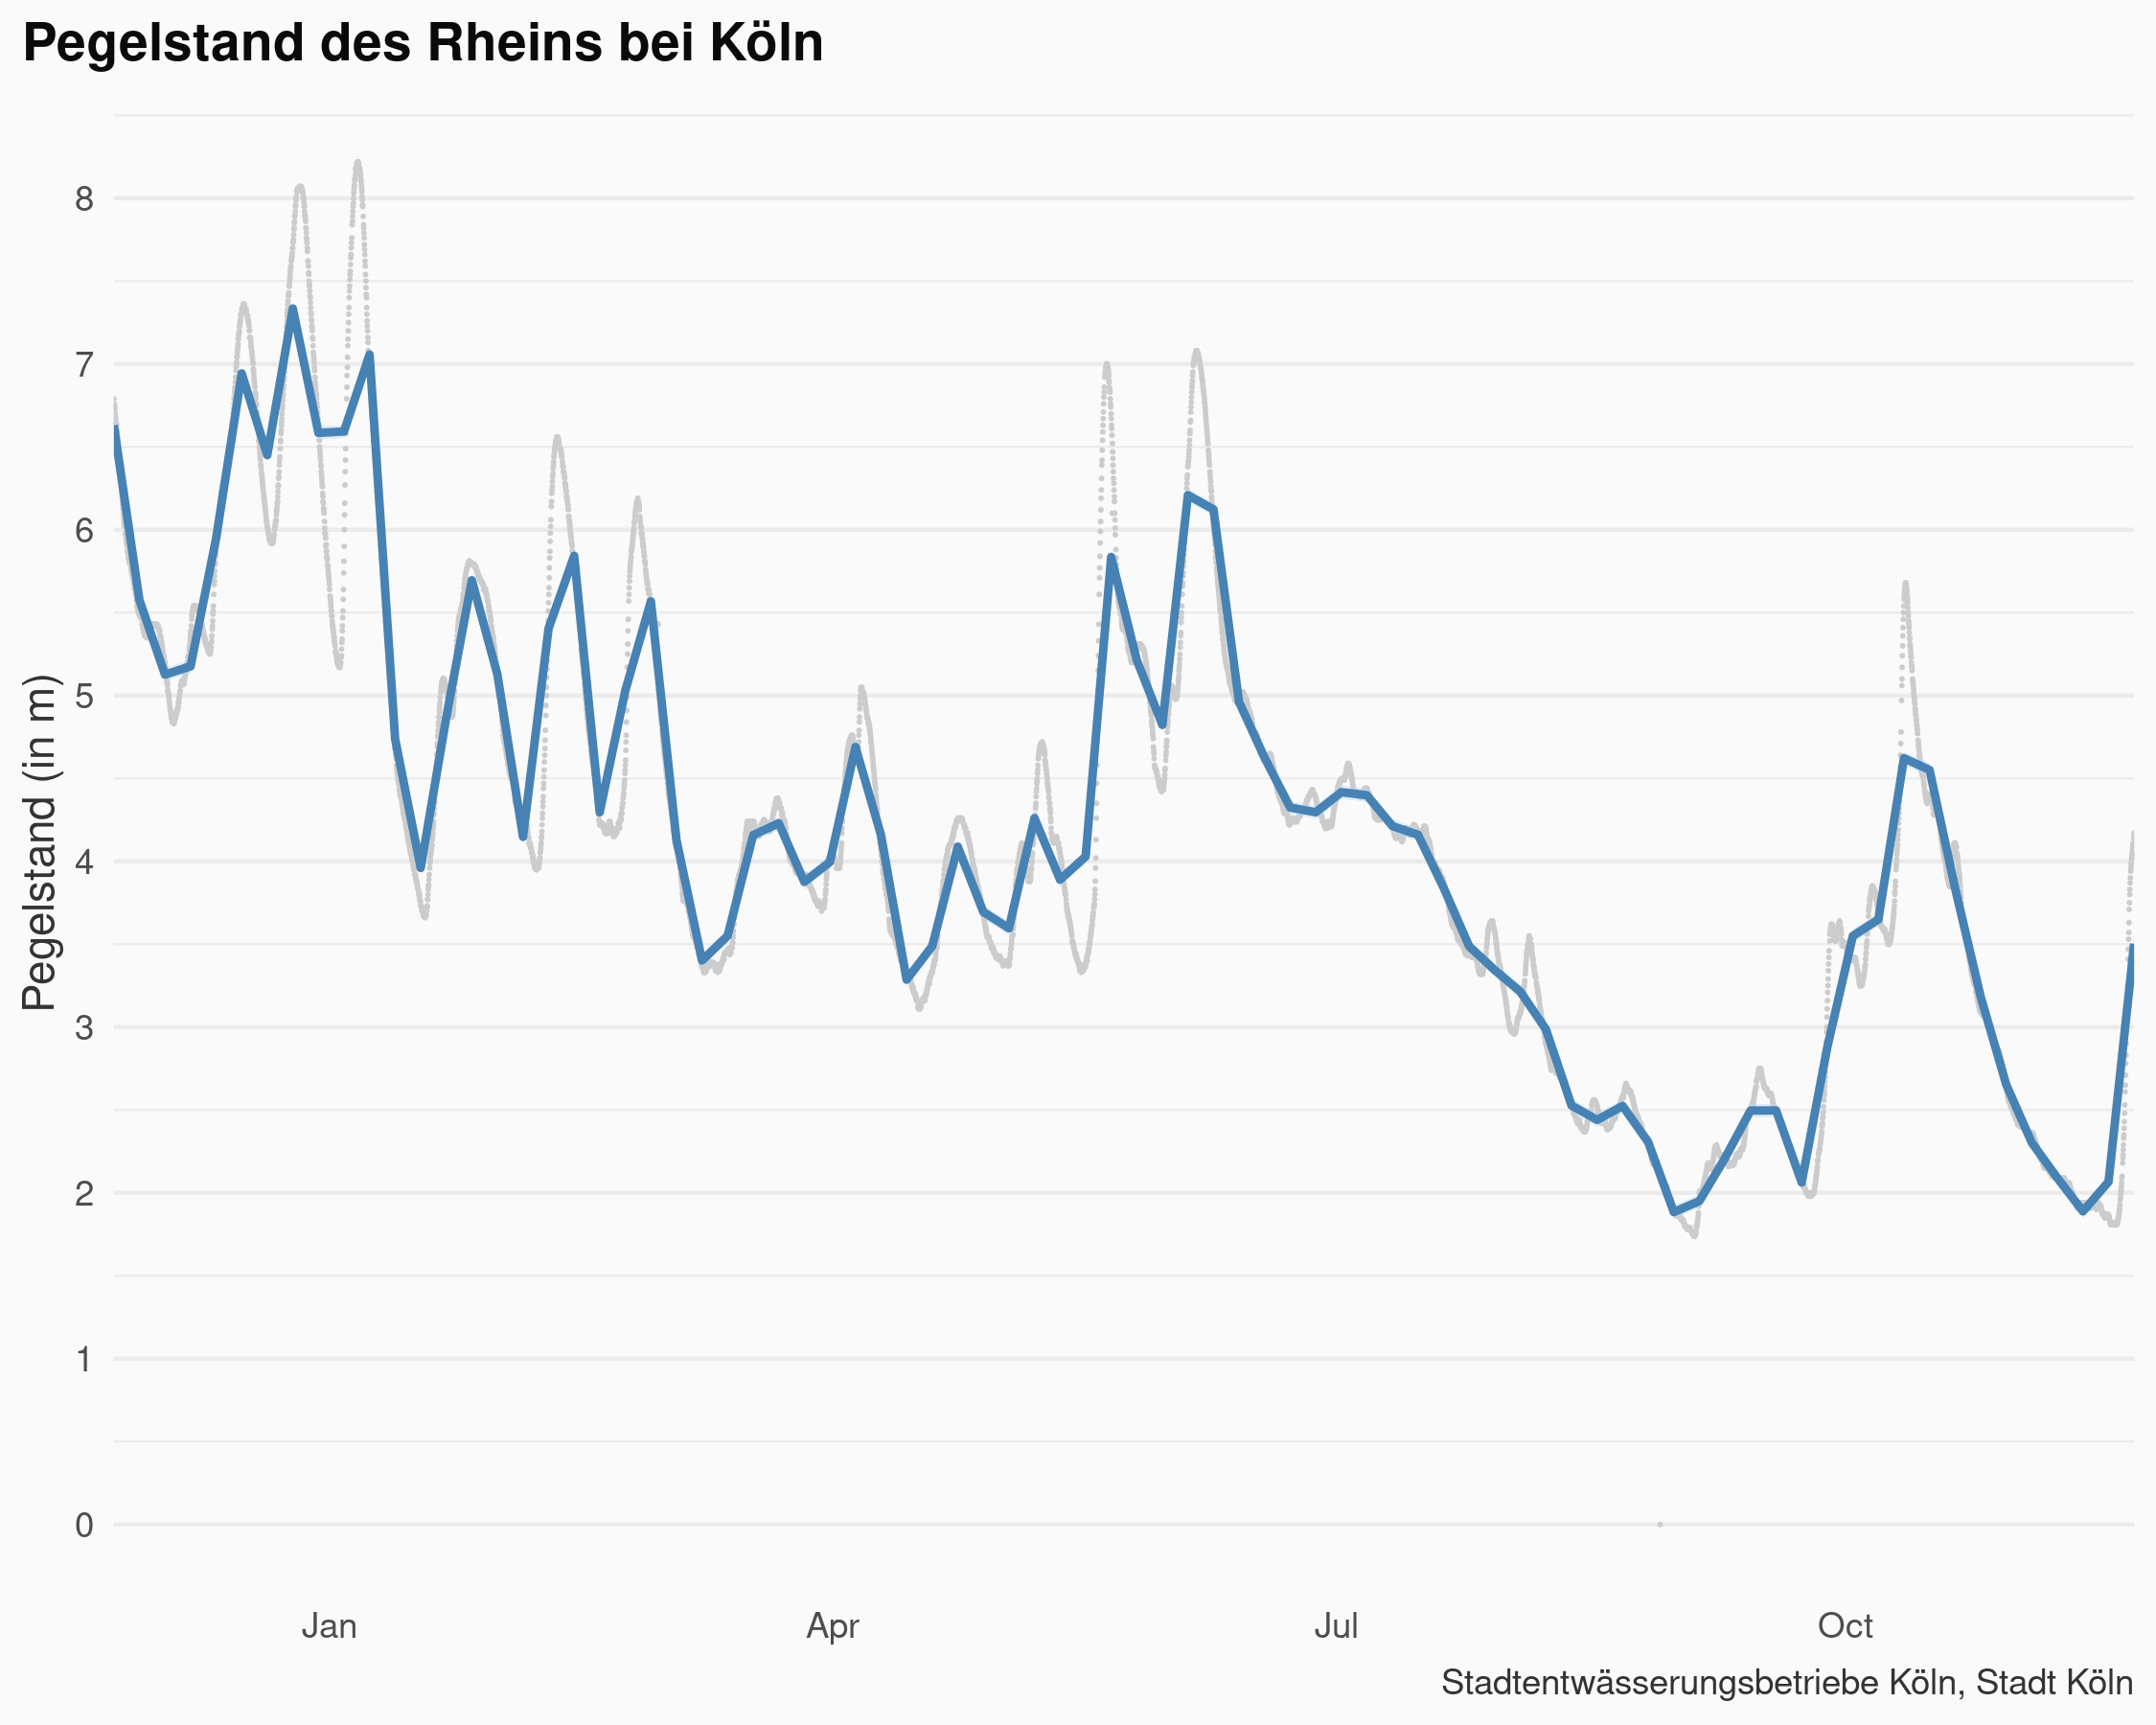 Pegelstand des Rheins bei Köln
Pegelstand (in m)
8
7
6
5
4
3
2
1
0
Jan Apr Jul Oct
Stadtentwässerungsbetriebe Köln, Stadt Köln